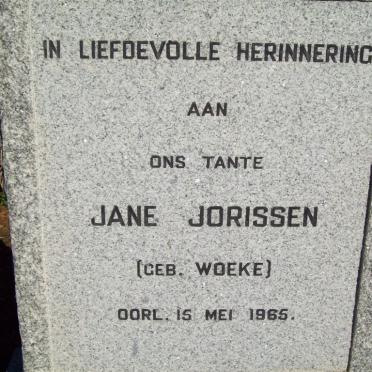 IN LIEFDEVOLLE HERINNERING
AAN
ONS TANTE
JANE JORISSEN
(GEB. WOEKE)
OORL. 15 MEI 1965.